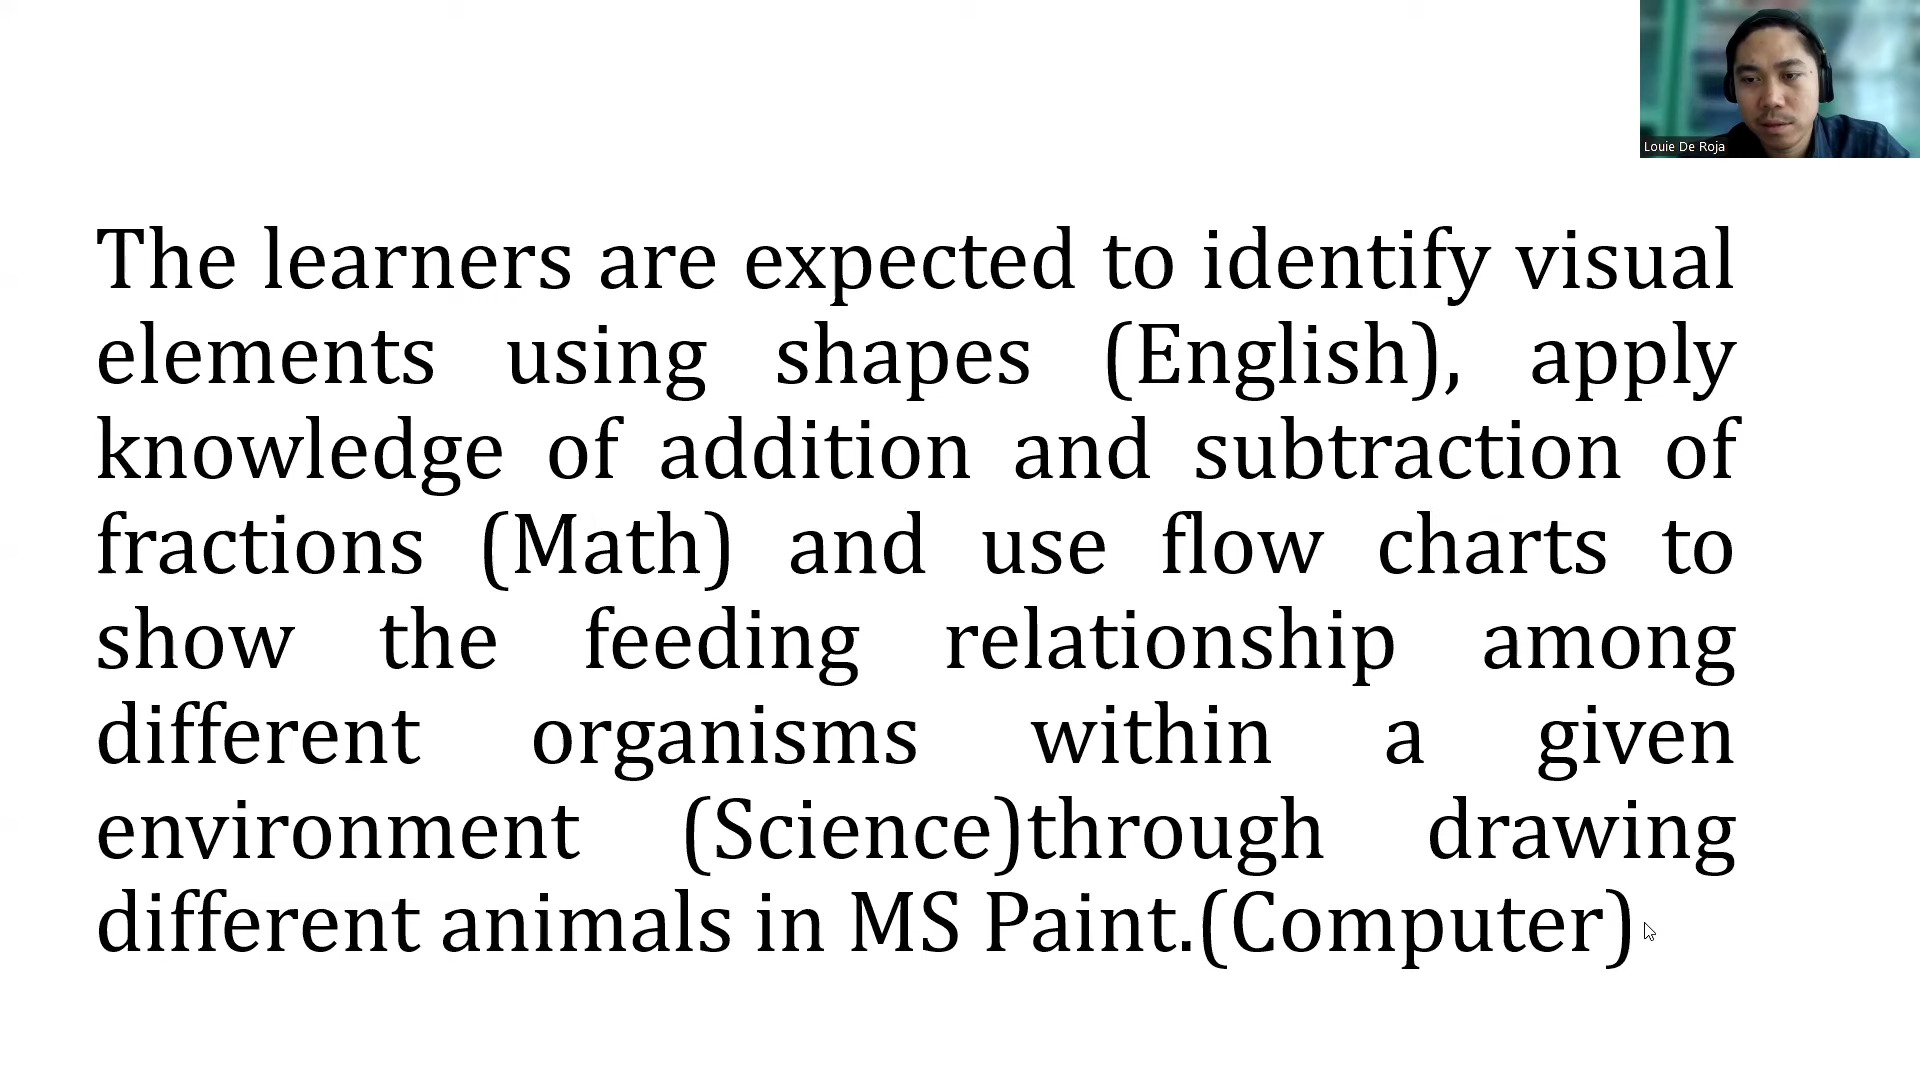 Louie De Roja
The learners are expected to identify visual
elements using shapes (English), apply
knowledge of addition and subtraction of
fractions (Math) and use flow charts to
show the feeding relationship among
different organisms within a given
environment (Science)through drawing
different animals in MS Paint.(Computer)